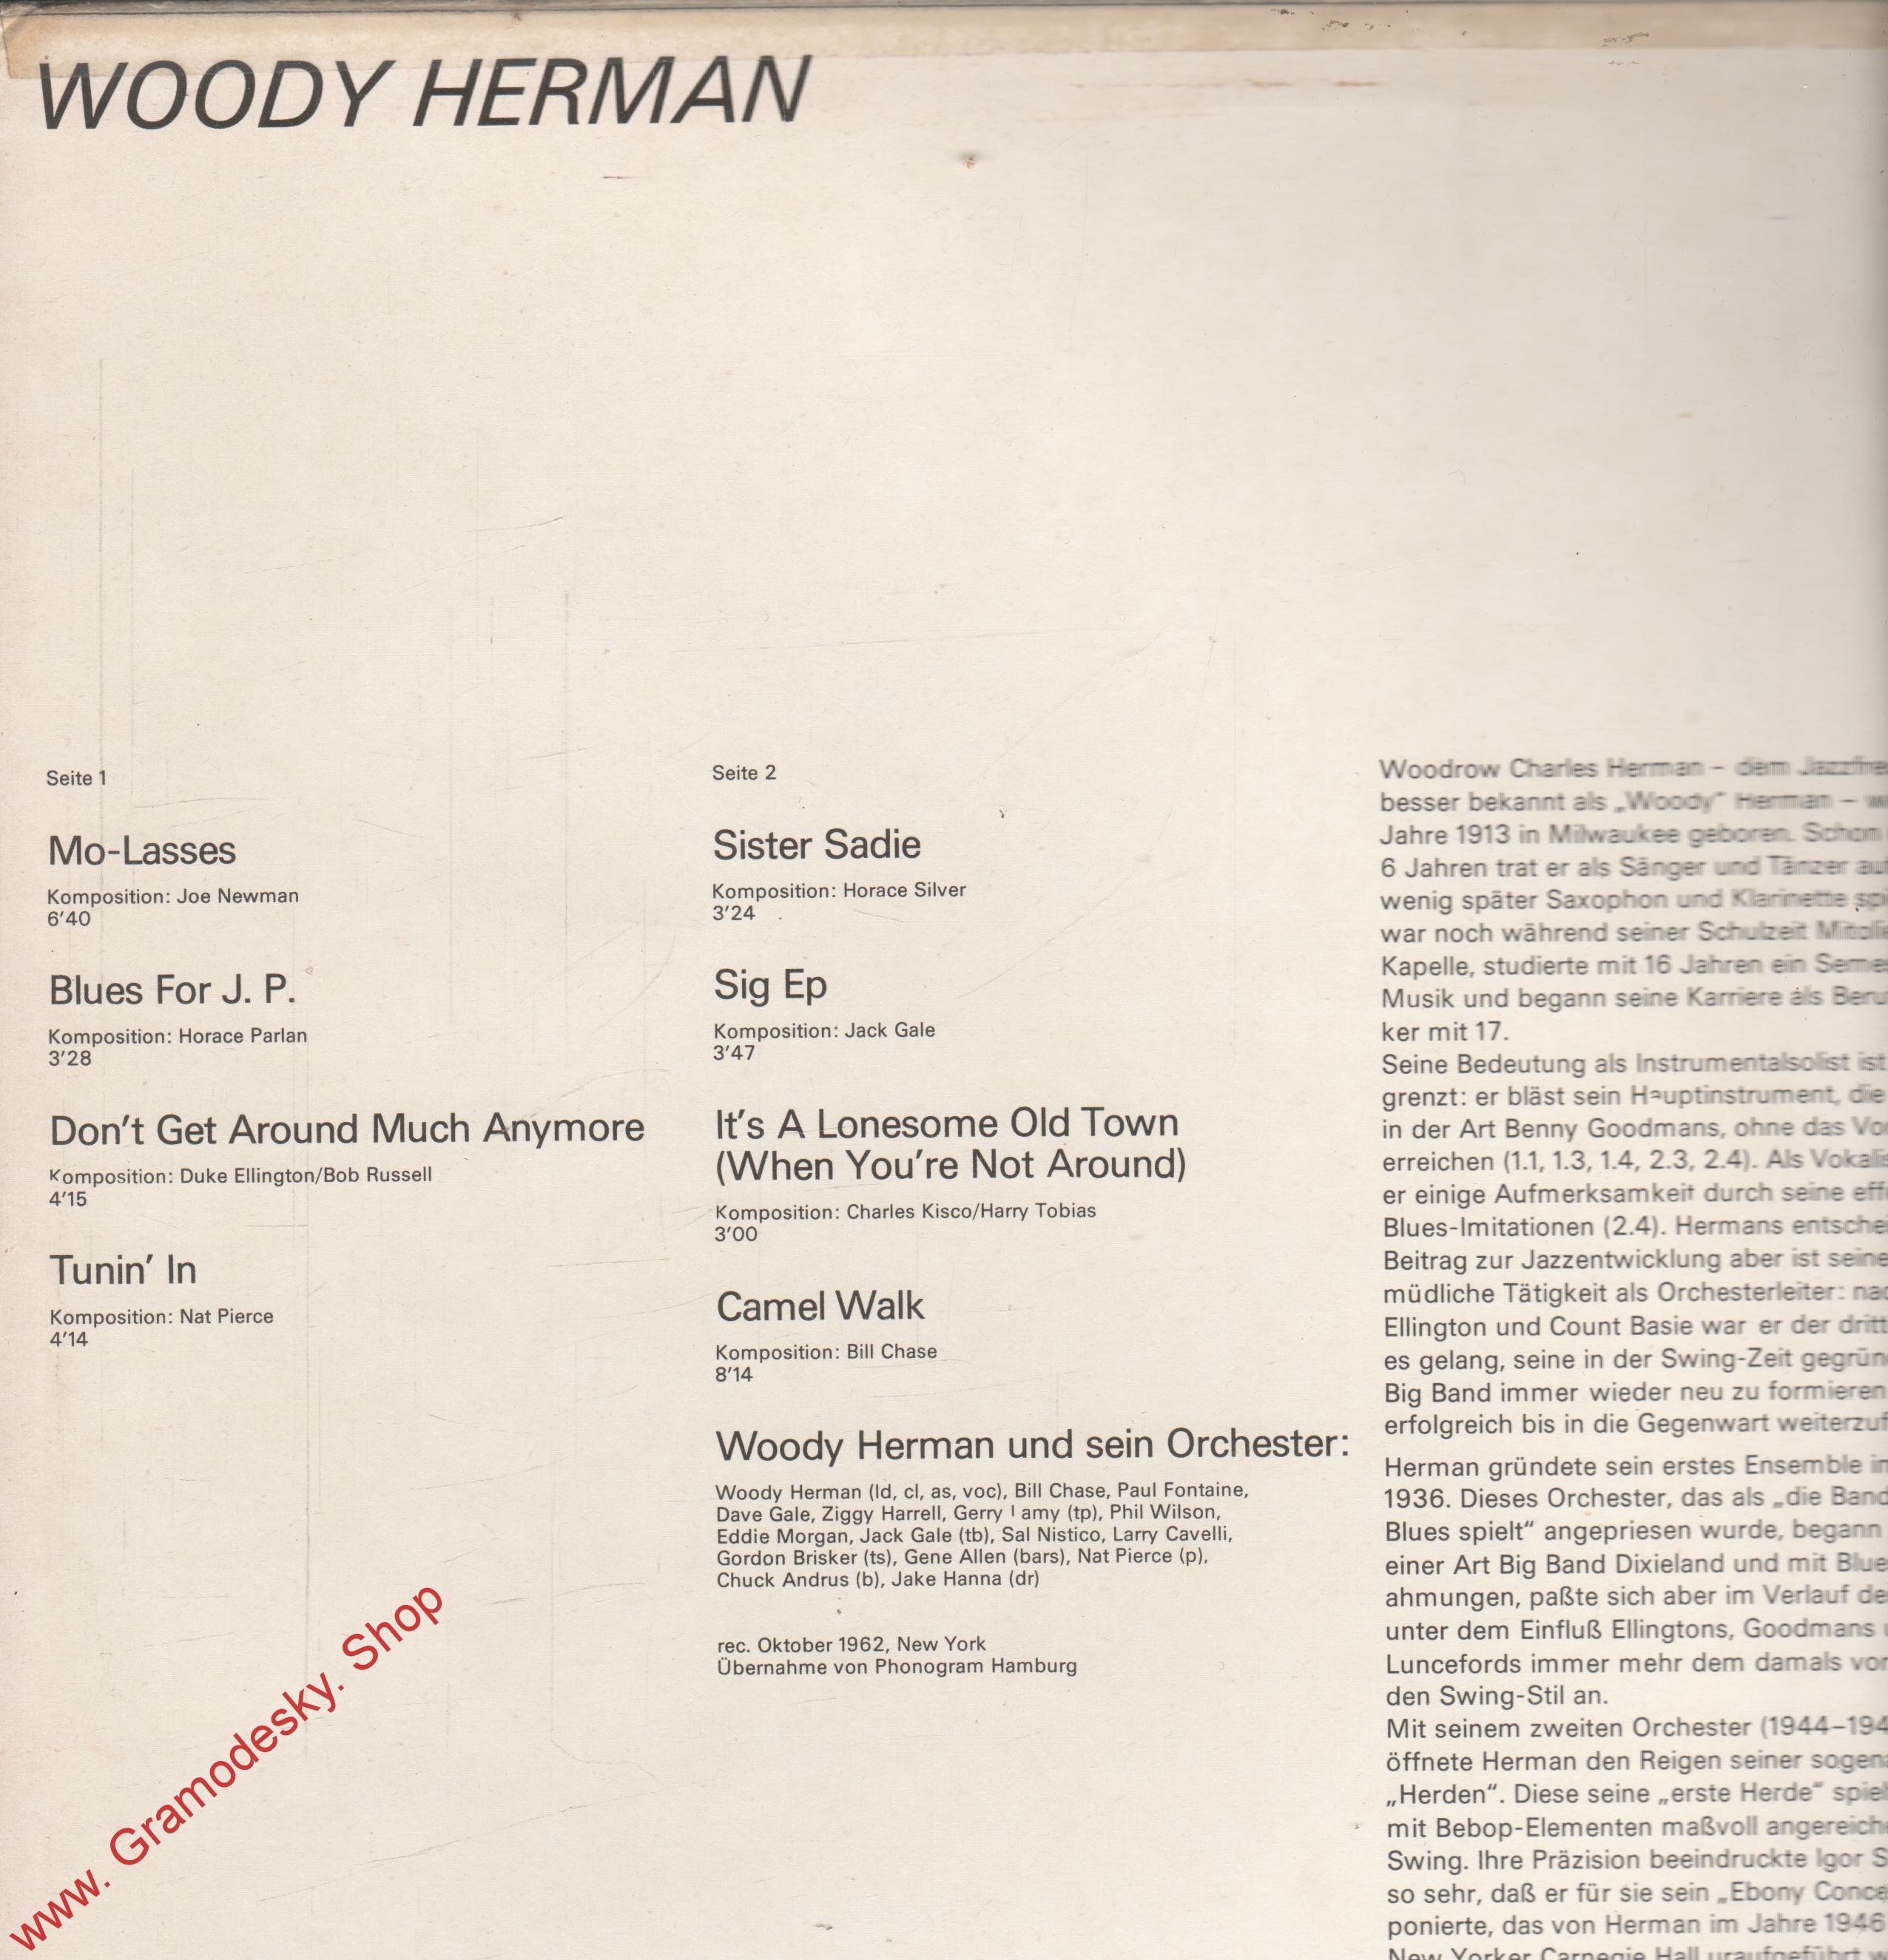 WOODY HERMAN
Seite 1
Mo-Lasses
Komposition: Joe Newman
6'40
Blues For J. P.
Komposition: Horace Parlan
3'28
Don't Get Around Much Anymore
Komposition: Duke Ellington/Bob Russell
4'15
Tunin' In
Komposition: Nat Pierce
4'14
Seite 2
Sister Sadie
Komposition: Horace Silver
3'24
Sig Ep
Komposition: Jack Gale
3'47
It's A Lonesome Old Town
(When You're Not Around)
Komposition: Charles Kisco/Harry Tobias
3'00
Camel Walk
Komposition: Bill Chase
8'14
Woody Herman und sein Orchester:
Woody Herman (ld, cl, as, voc), Bill Chase, Paul Fontaine,
Dave Gale, Ziggy Harrell, Gerry Lamy (tp), Phil Wilson,
Eddie Morgan, Jack Gale (tb), Sal Nistico, Larry Cavelli,
Gordon Brisker (ts), Gene Allen (bars), Nat Pierce (p),
Chuck Andrus (b), Jake Hanna (dr)
rec. Oktober 1962, New York
Übernahme von Phonogram Hamburg
Woodrow Charles Herman – dem
besser bekannt als „Woody" Herman –
Jahre 1913 in Milwaukee geboren. Schon
6 Jahren trat er als Sänger und Tänzer
wenig später Saxophon und Klarinette
war noch während seiner Schulzeit
Kapelle, studierte mit 16 Jahren ein
Musik und begann seine Karriere als
ker mit 17.
Seine Bedeutung als Instrumentalsolist ist
grenzt: er bläst sein Hauptinstrument, die
in der Art Benny Goodmans, ohne das
erreichen (1.1, 1.3, 1.4, 2.3, 2.4). Als
er einige Aufmerksamkeit durch seine
Blues-Imitationen (2.4). Hermans
Beitrag zur Jazzentwicklung aber ist seine
müdliche Tätigkeit als Orchesterleiter:
Ellington und Count Basie war er der
es gelang, seine in der Swing-Zeit
Big Band immer wieder neu zu formieren
erfolgreich bis in die Gegenwart
Herman gründete sein erstes Ensemble
1936. Dieses Orchester, das als „die Band
Blues spielt“ angepriesen wurde, begann
einer Art Big Band Dixieland und mit
ahmungen, paßte sich aber im Verlauf
unter dem Einfluß Ellingtons, Goodmans
Luncefords immer mehr dem damals
den Swing-Stil an.
Mit seinem zweiten Orchester (1944–194
öffnete Herman den Reigen seiner
„Herden“. Diese seine „erste Herde“
mit Bebop-Elementen maßvoll
Swing. Ihre Präzision beeindruckte Igor
so sehr, daß er für sie sein „Ebony
ponierte, das von Herman im Jahre 1946
New Yorker Carnegie Hall uraufgeführt
www. Gramodesky. Shop